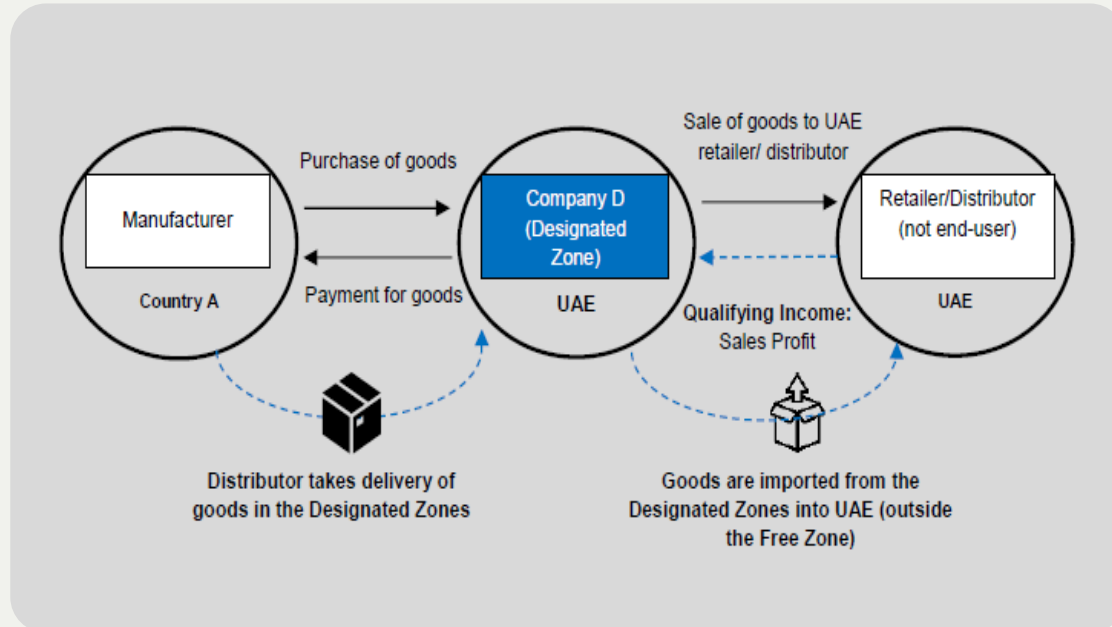 Purchase of goods
Manufacturer
Payment for goods
Country A
Company D
(Designated
Zone)
UAE
Sale of goods to UAE
retailer/ distributor
Retailer/Distributor
(not end-user)
UAE
Qualifying Income:
Sales Profit
Distributor takes delivery of
goods in the Designated Zones
Goods are imported from the
Designated Zones into UAE (outside
the Free Zone)